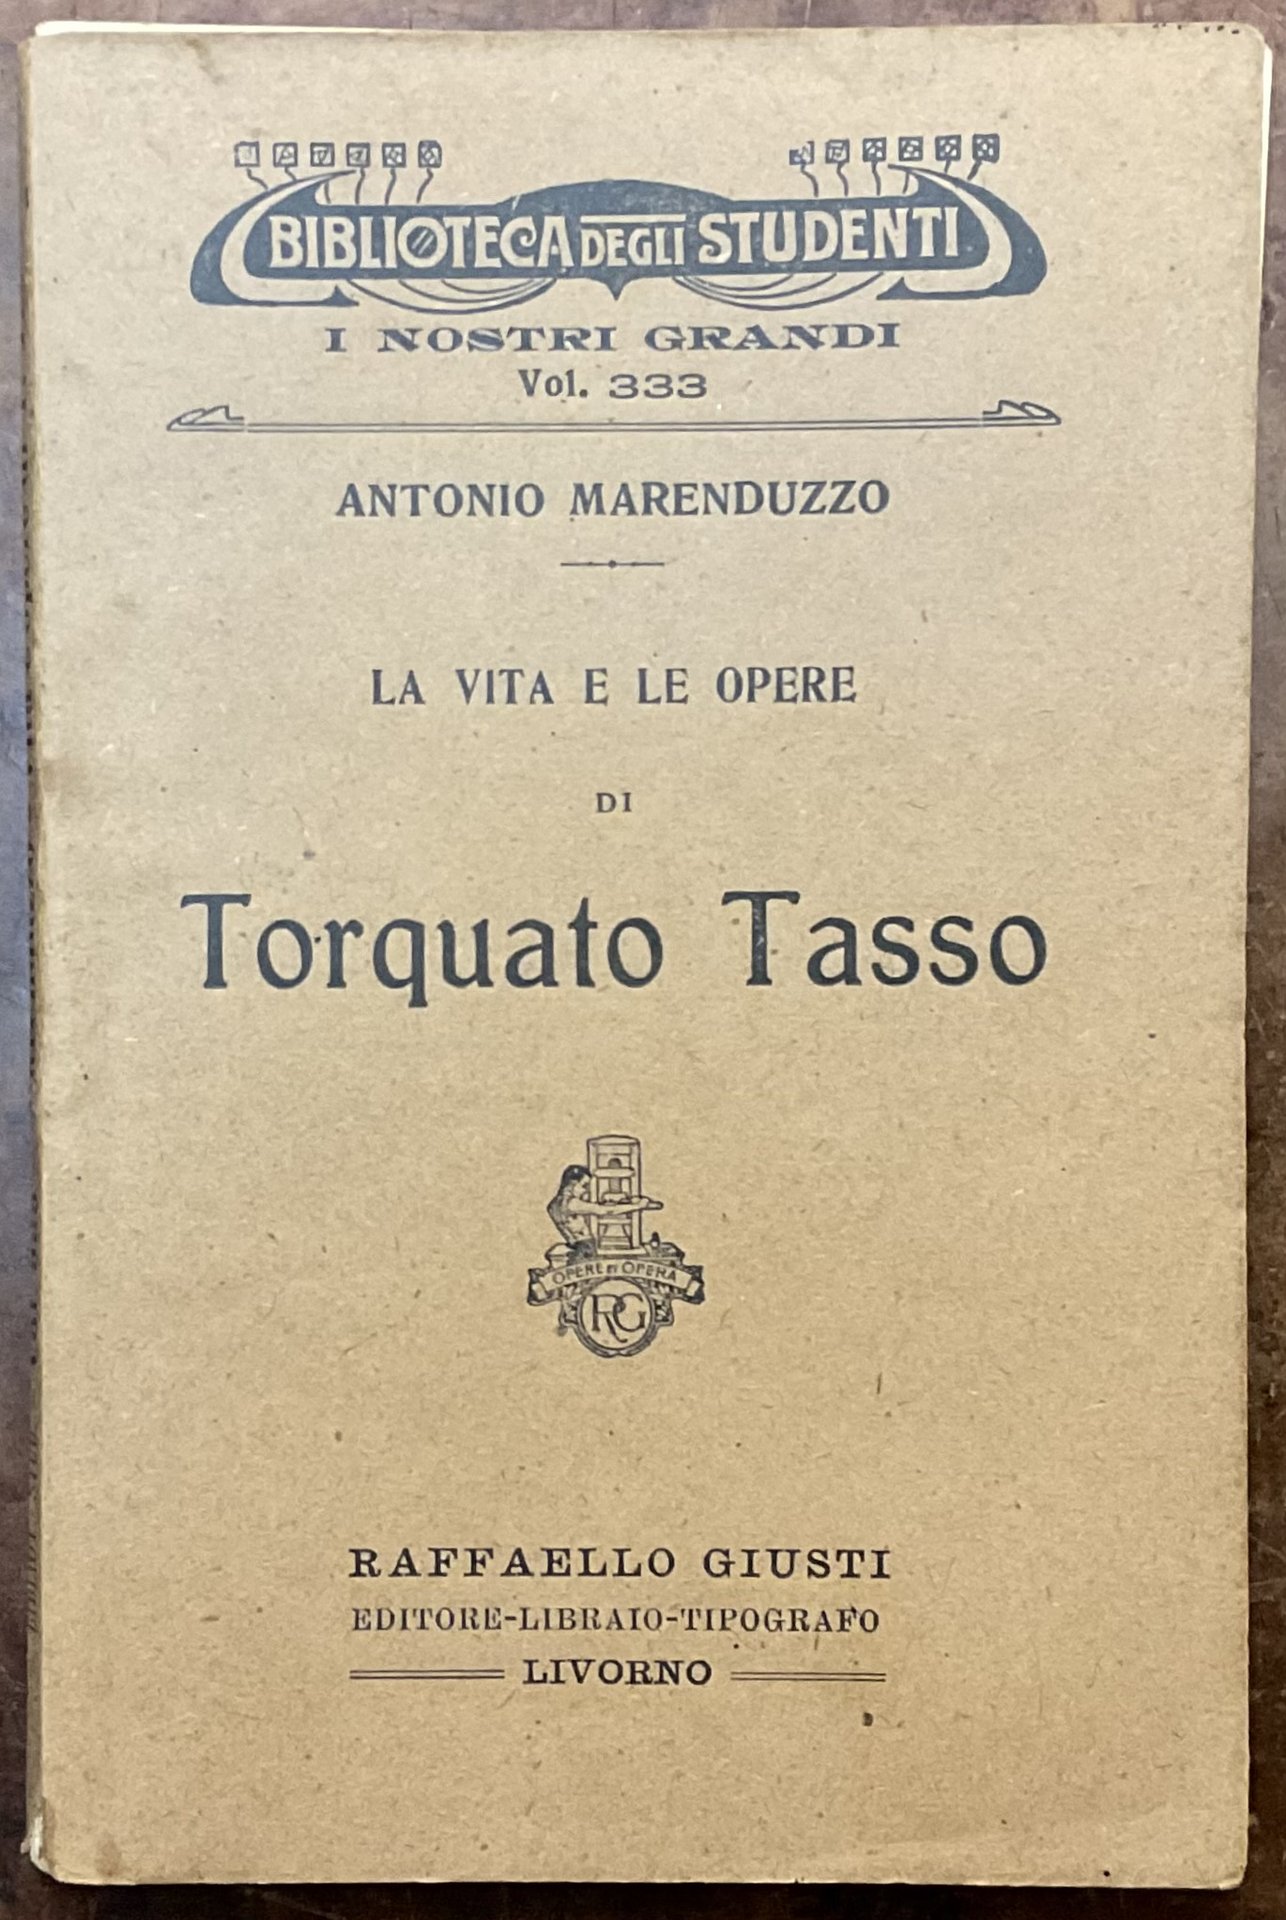 BIBLIOTECA DEGLI STUDENTI
I NOSTRI GRANDI
Vol. 333
ANTONIO MARENDUZZO
LA VITA E LE OPERE
DI
Torquato Tasso
OPERE ET OPERA
RG
RAFFAELLO GIUSTI
EDITORE-LIBRAIO-TIPOGRAFO
LIVORNO